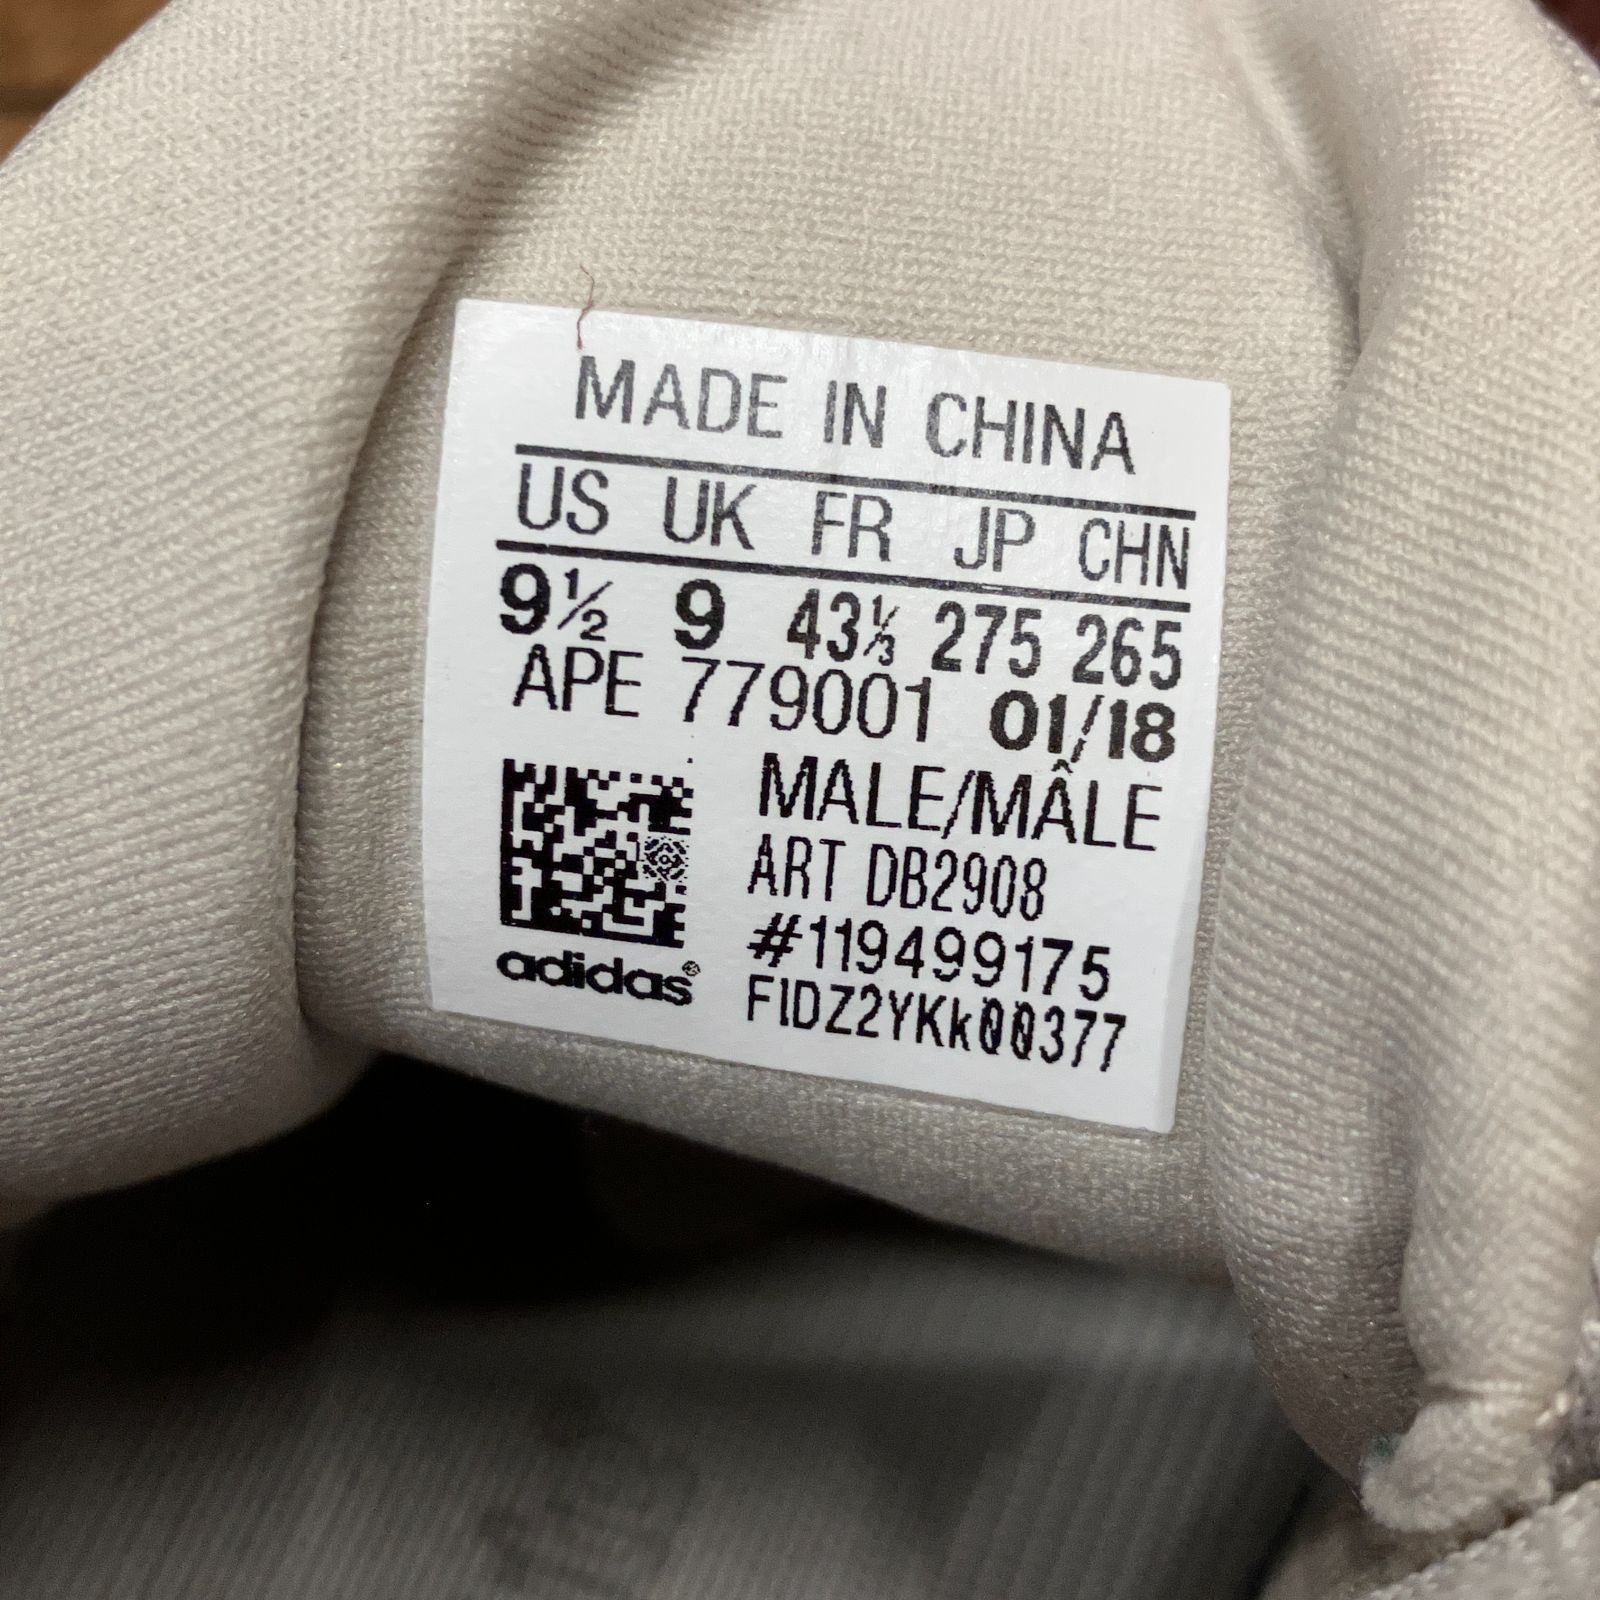 MADE IN CHINA
US UK FR JP CHN
9½ 9 43⅓ 275 265
APE 779001 01/18
MALE/MÂLE
ART DB2908
#119499175
FIDZ2YKk00377
adidas®